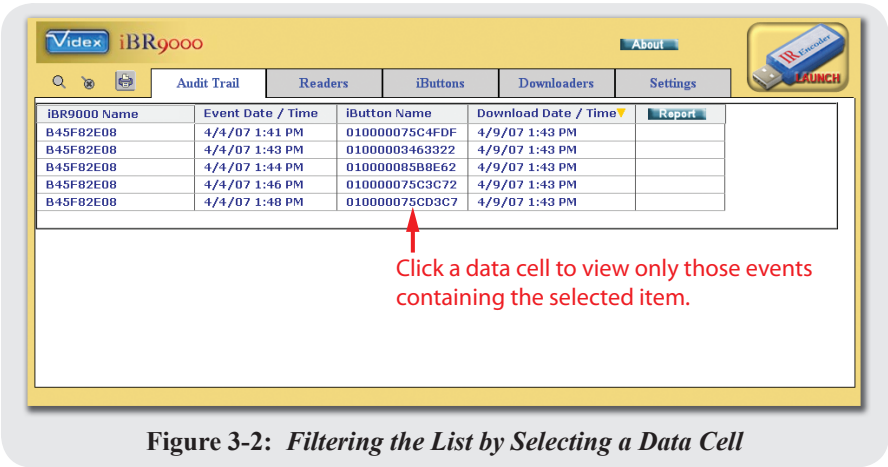 Videx iBR9000
About
IR Encoder
LAUNCH
Audit Trail Readers iButtons Downloaders Settings
iBR9000 Name Event Date / Time iButton Name Download Date / Time Report
B45F82E08 4/4/07 1:41 PM 010000075C4FDF 4/9/07 1:43 PM
B45F82E08 4/4/07 1:43 PM 01000003463322 4/9/07 1:43 PM
B45F82E08 4/4/07 1:44 PM 010000085B8E62 4/9/07 1:43 PM
B45F82E08 4/4/07 1:46 PM 010000075C3C72 4/9/07 1:43 PM
B45F82E08 4/4/07 1:48 PM 010000075CD3C7 4/9/07 1:43 PM
Click a data cell to view only those events
containing the selected item.
Figure 3-2: Filtering the List by Selecting a Data Cell